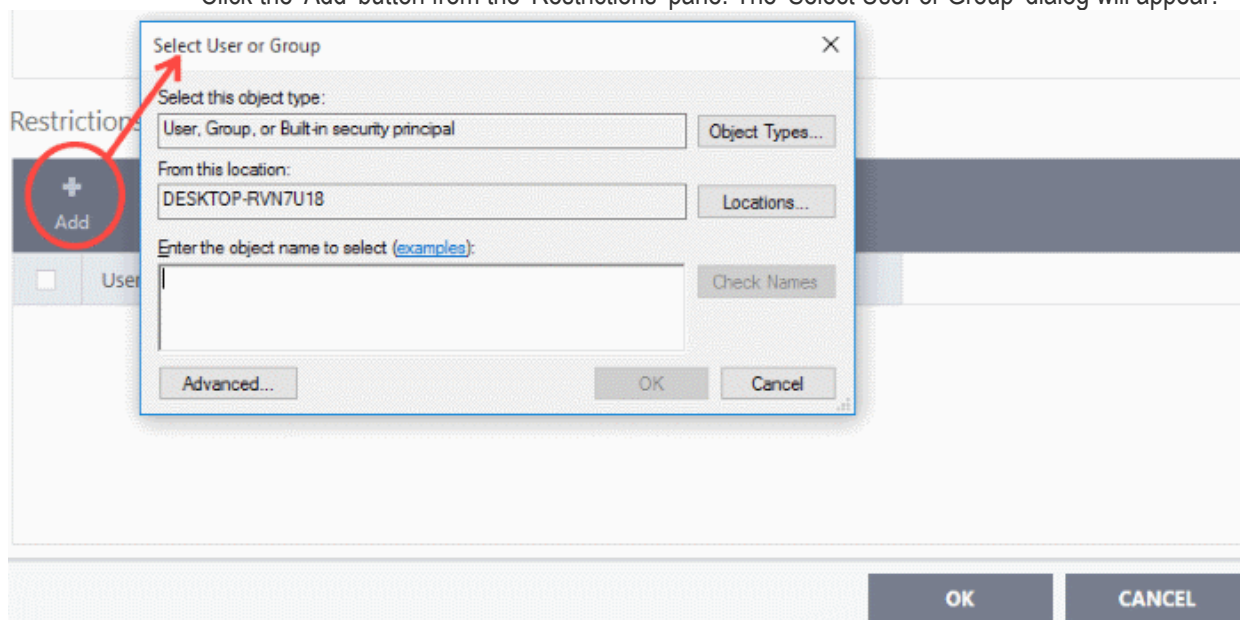 Click the 'Add' button from the 'Restrictions' pane. The 'Select User or Group' dialog will appear.
Select User or Group
Select this object type:
User, Group, or Built-in security principal
Object Types...
From this location:
DESKTOP-RVN7U18
Locations...
Enter the object name to select (examples):
Check Names
Advanced...
OK
Cancel
Restrictions
Add
User
OK
CANCEL